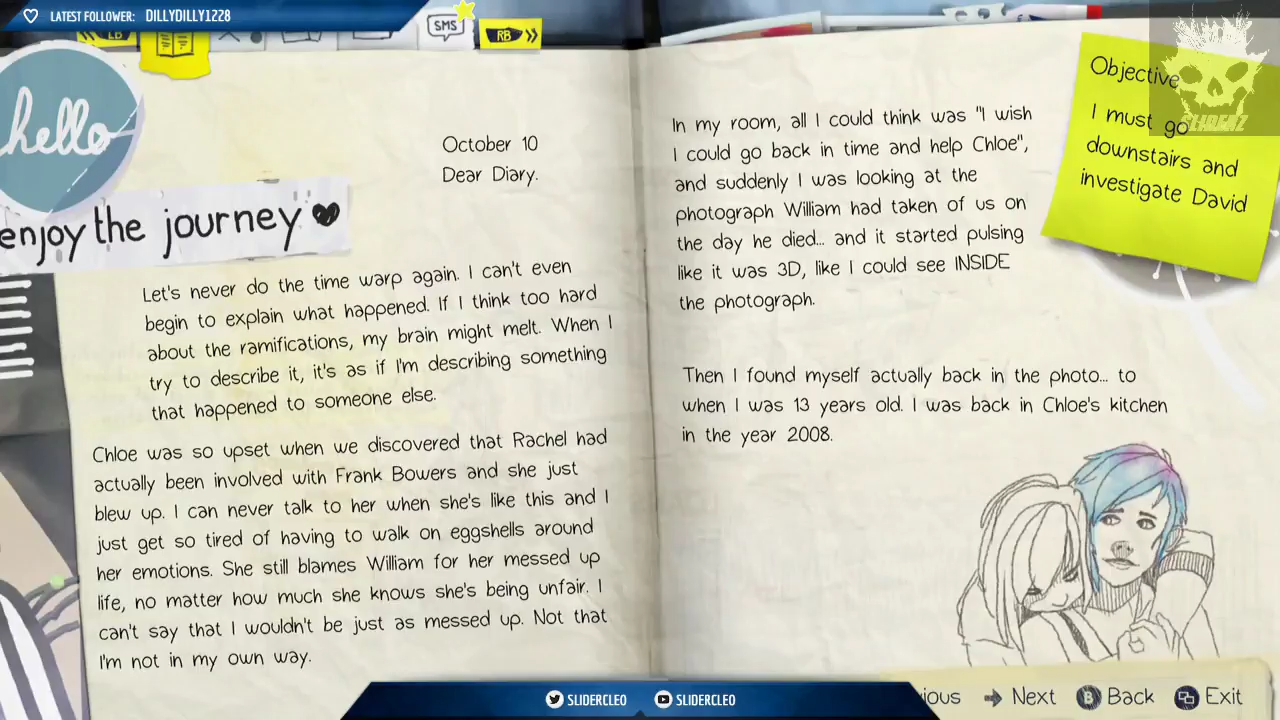 LATEST FOLLOWER: DILLYDILLY1228
LB
SMS
RB
hello
enjoy the journey
October 10
Dear Diary.
Let's never do the time warp again. I can't even
begin to explain what happened. If I think too hard
about the ramifications, my brain might melt. When I
try to describe it, it's as if I'm describing something
that happened to someone else.
Chloe was so upset when we discovered that Rachel had
actually been involved with Frank Bowers and she just
blew up. I can never talk to her when she's like this and I
just get so tired of having to walk on eggshells around
her emotions. She still blames William for her messed up
life, no matter how much she knows she's being unfair. I
can't say that I wouldn't be just as messed up. Not that
I'm not in my own way.
In my room, all I could think was "I wish
I could go back in time and help Chloe",
and suddenly I was looking at the
photograph William had taken of us on
the day he died... and it started pulsing
like it was 3D, like I could see INSIDE
the photograph.
Then I found myself actually back in the photo... to
when I was 13 years old. I was back in Chloe's kitchen
in the year 2008.
Objective
I must go
downstairs and
investigate David
SLIDERCLEO
SLIDERCLEO
ious
Next
B Back
Exit